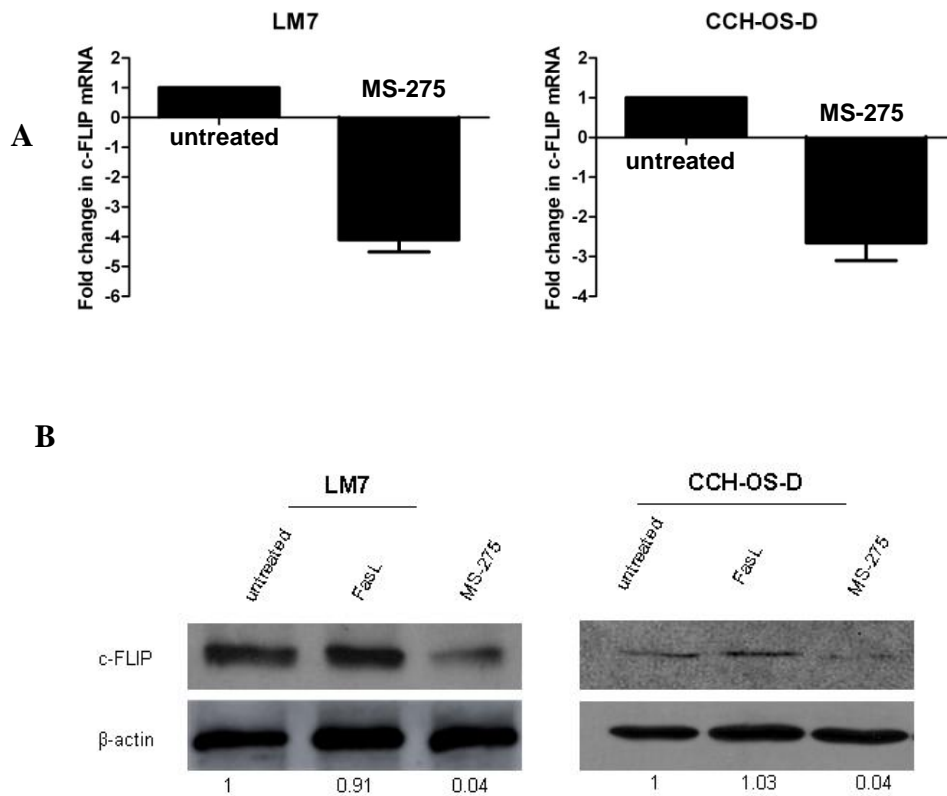 A
LM7
Fold change in c-FLIP mRNA
2
1
0
-1
-2
-3
-4
-5
-6
untreated
MS-275
CCH-OS-D
Fold change in c-FLIP mRNA
2
1
0
-1
-2
-3
-4
untreated
MS-275
B
LM7
untreated
FasL
MS-275
CCH-OS-D
untreated
FasL
MS-275
c-FLIP
β-actin
1 0.91 0.04
1 1.03 0.04